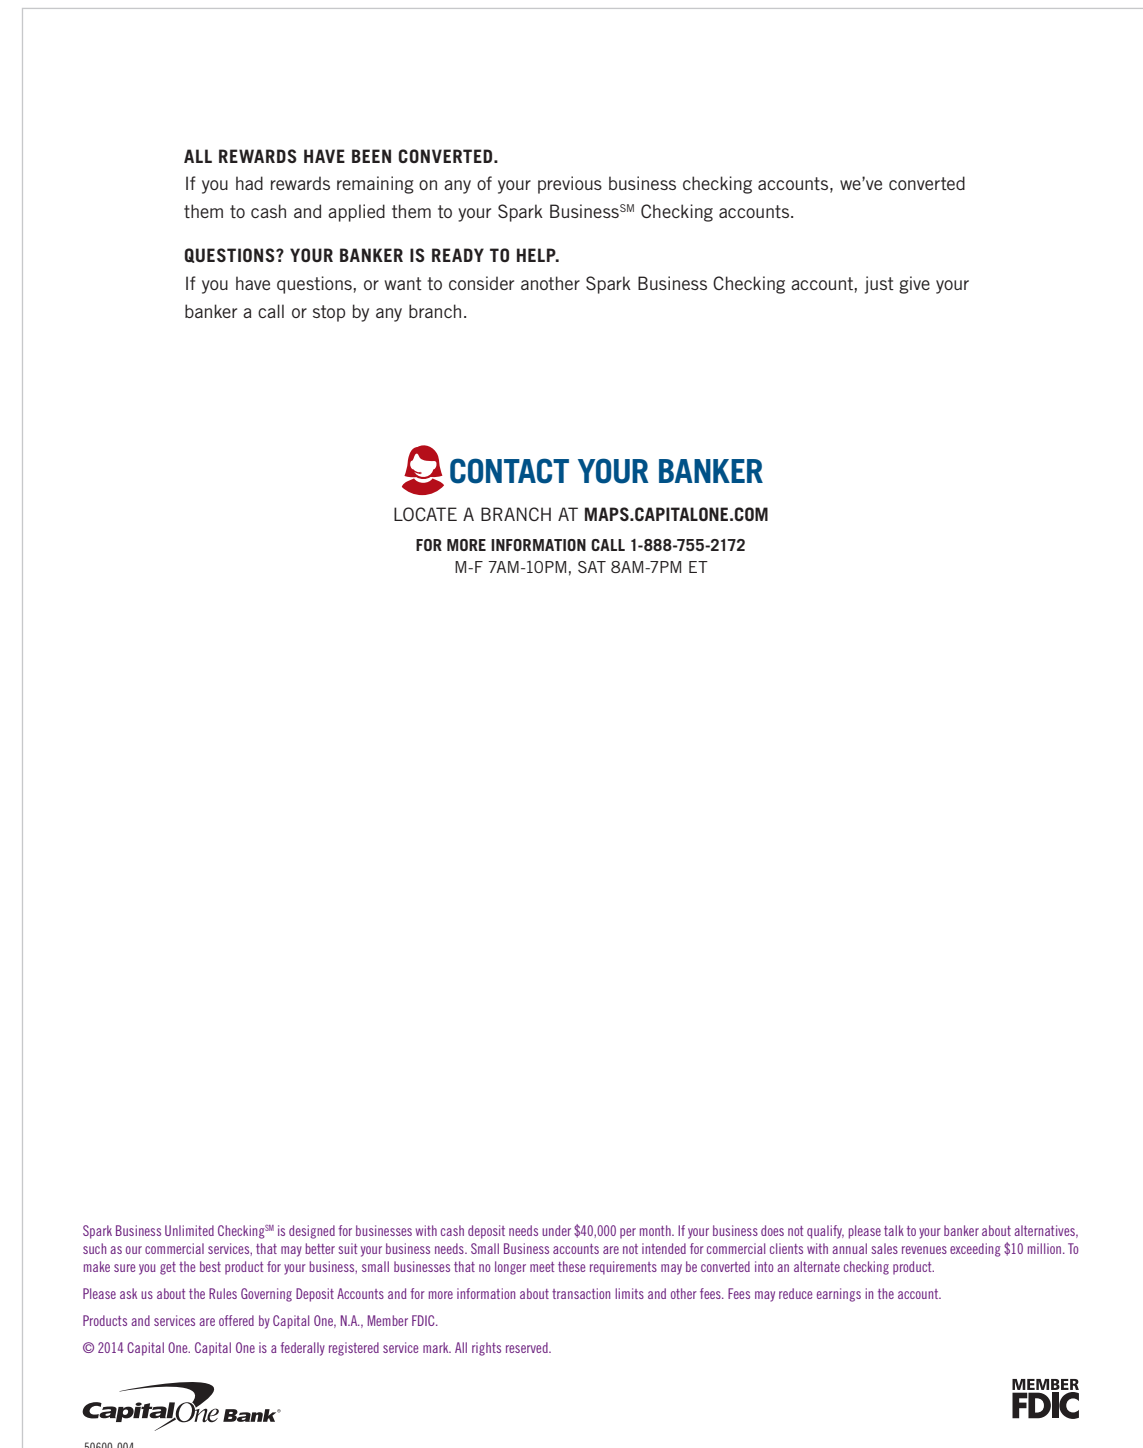 ALL REWARDS HAVE BEEN CONVERTED.
If you had rewards remaining on any of your previous business checking accounts, we’ve converted
them to cash and applied them to your Spark Business℠ Checking accounts.
QUESTIONS? YOUR BANKER IS READY TO HELP.
If you have questions, or want to consider another Spark Business Checking account, just give your
banker a call or stop by any branch.
CONTACT YOUR BANKER
LOCATE A BRANCH AT MAPS.CAPITALONE.COM
FOR MORE INFORMATION CALL 1-888-755-2172
M-F 7AM-10PM, SAT 8AM-7PM ET
Spark Business Unlimited Checking℠ is designed for businesses with cash deposit needs under $40,000 per month. If your business does not qualify, please talk to your banker about alternatives,
such as our commercial services, that may better suit your business needs. Small Business accounts are not intended for commercial clients with annual sales revenues exceeding $10 million. To
make sure you get the best product for your business, small businesses that no longer meet these requirements may be converted into an alternate checking product.
Please ask us about the Rules Governing Deposit Accounts and for more information about transaction limits and other fees. Fees may reduce earnings in the account.
Products and services are offered by Capital One, N.A., Member FDIC.
© 2014 Capital One. Capital One is a federally registered service mark. All rights reserved.
Capital One Bank®
MEMBER
FDIC
50600-004